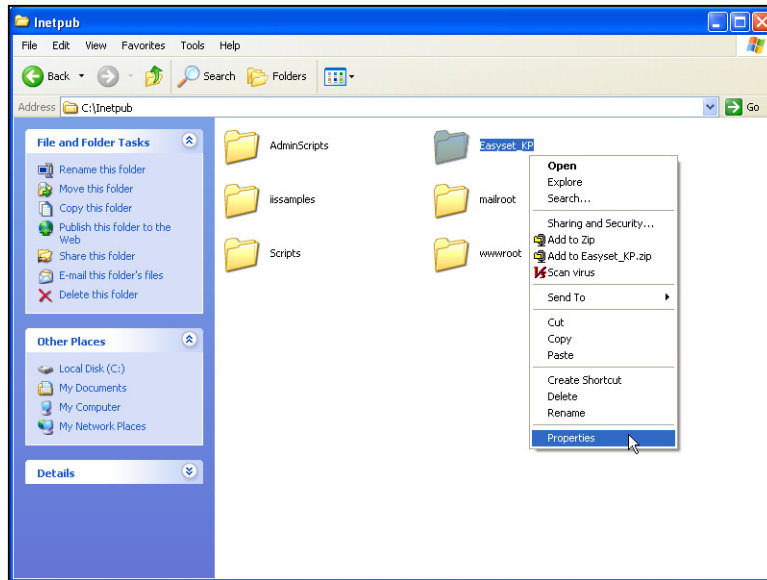 Inetpub
File Edit View Favorites Tools Help
Back Search Folders
Address C:\Inetpub Go
File and Folder Tasks
Rename this folder
Move this folder
Copy this folder
Publish this folder to the
Web
Share this folder
E-mail this folder's files
Delete this folder
Other Places
Local Disk (C:)
My Documents
My Computer
My Network Places
Details
AdminScripts
Easyset_KP
iissamples
mailroot
Scripts
wwwroot
Open
Explore
Search...
Sharing and Security...
Add to Zip
Add to Easyset_KP.zip
Scan virus
Send To
Cut
Copy
Paste
Create Shortcut
Delete
Rename
Properties